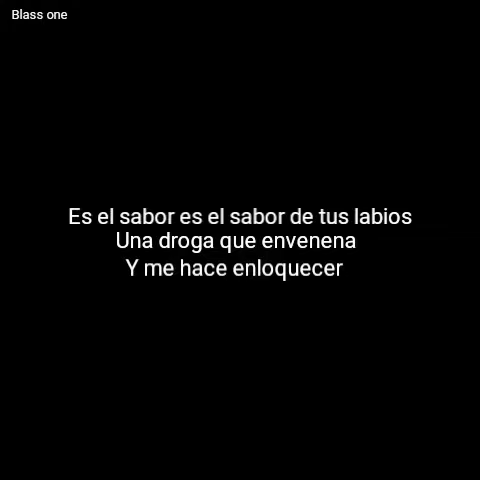 Blass one
Es el sabor es el sabor de tus labios
Una droga que envenena
Y me hace enloquecer